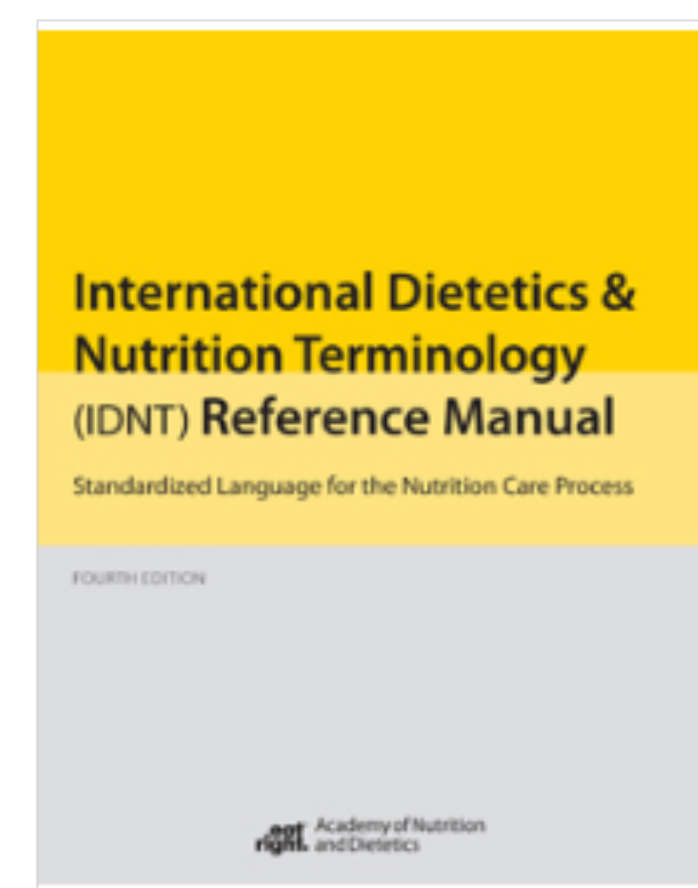 International Dietetics &
Nutrition Terminology
(IDNT) Reference Manual
Standardized Language for the Nutrition Care Process
FOURTH EDITION
eat Academy of Nutrition
right. and Dietetics